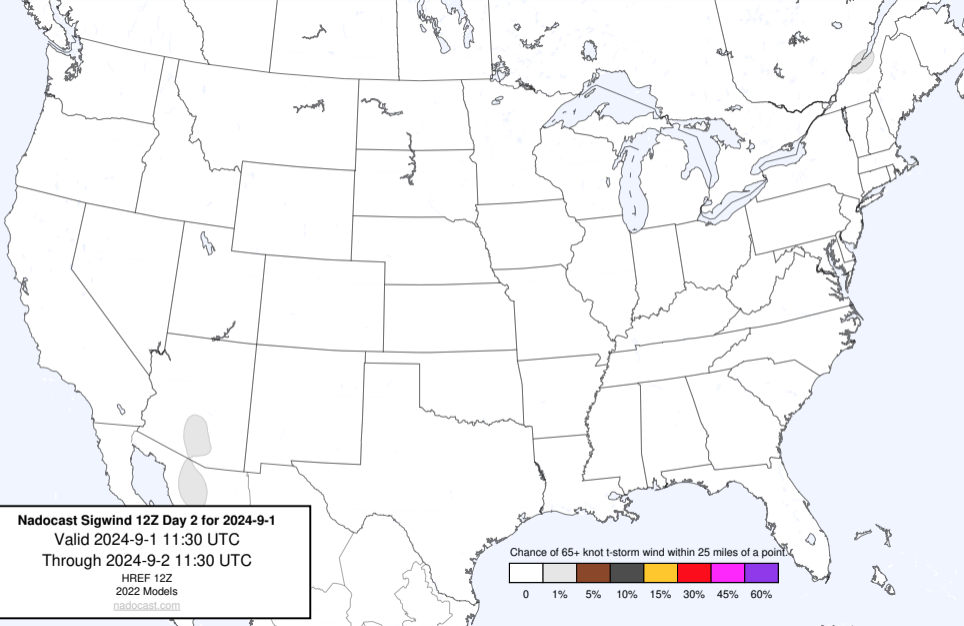 Nadocast Sigwind 12Z Day 2 for 2024-9-1
Valid 2024-9-1 11:30 UTC
Through 2024-9-2 11:30 UTC
HREF 12Z
2022 Models
nadocast.com
Chance of 65+ knot t-storm wind within 25 miles of a point.
0 1% 5% 10% 15% 30% 45% 60%